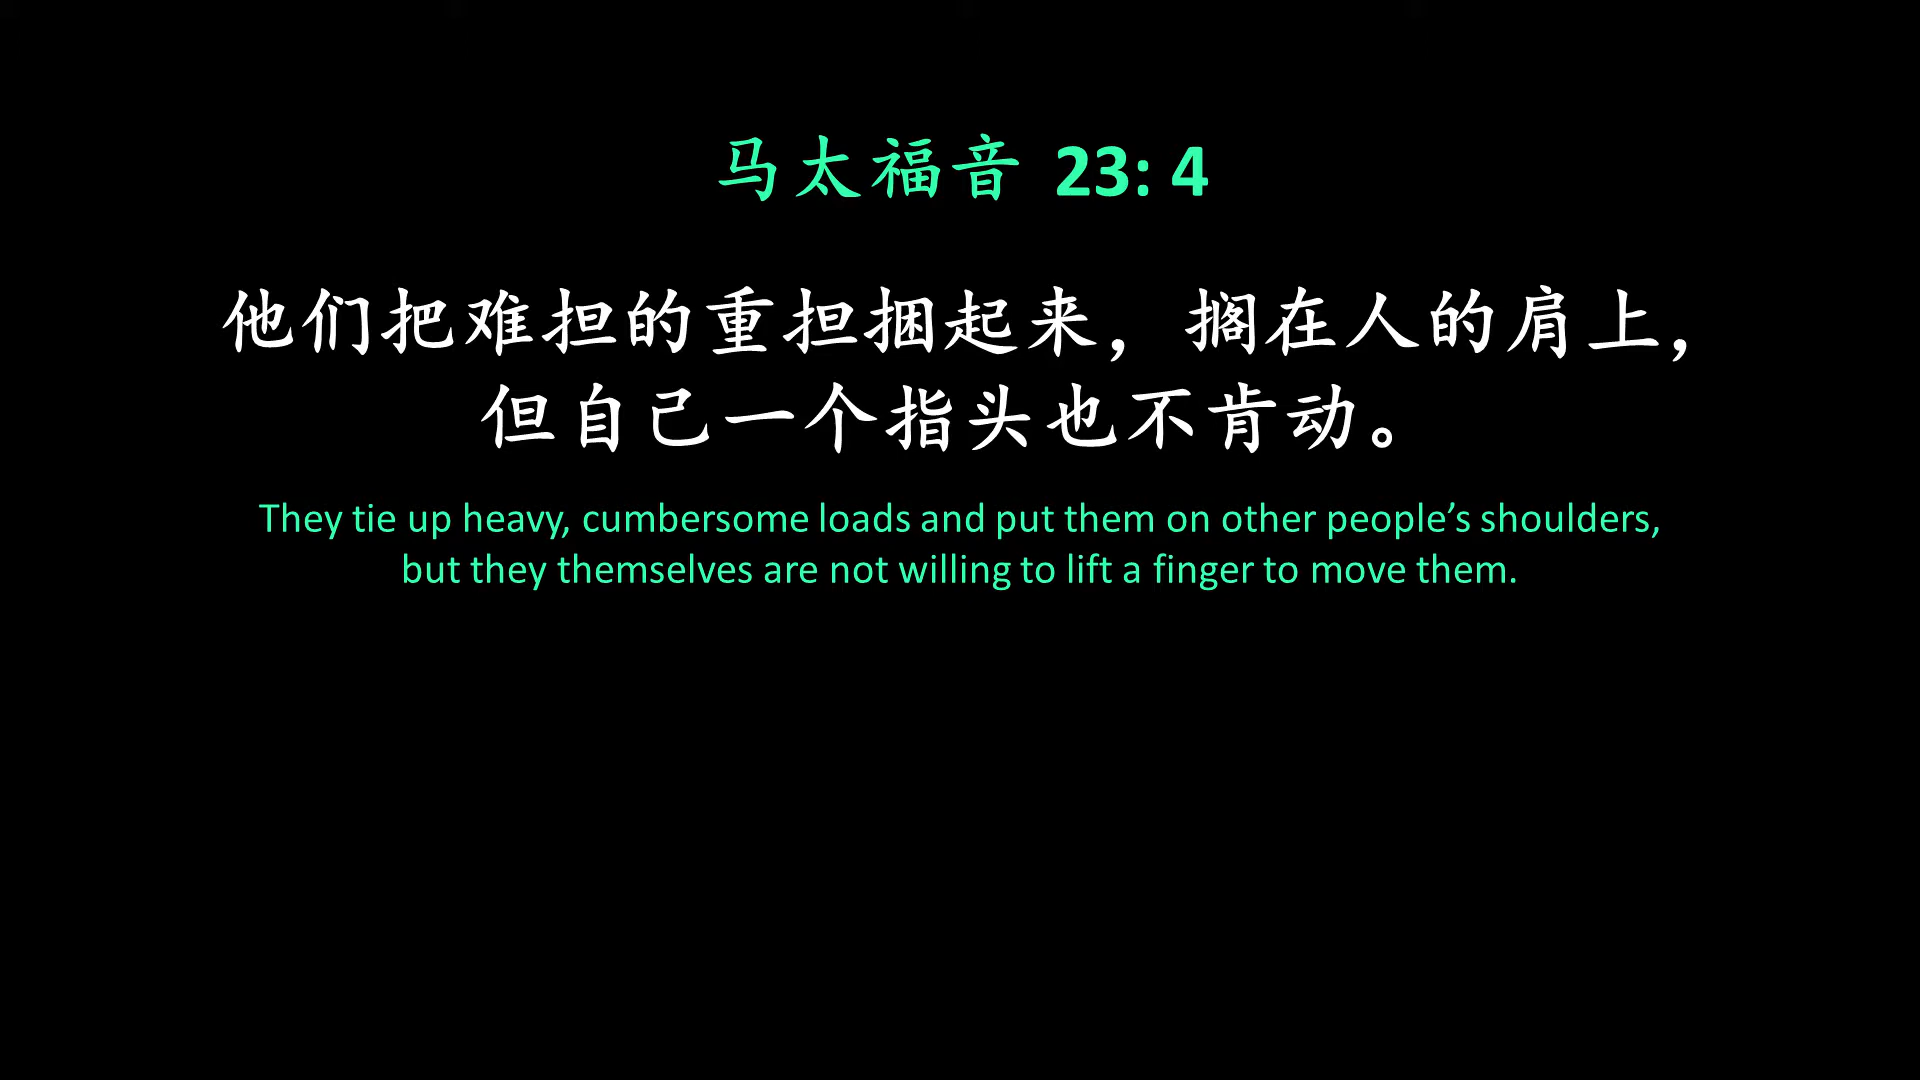 马太福音 23: 4
他们把难担的重担捆起来，搁在人的肩上，
但自己一个指头也不肯动。
They tie up heavy, cumbersome loads and put them on other people’s shoulders,
but they themselves are not willing to lift a finger to move them.